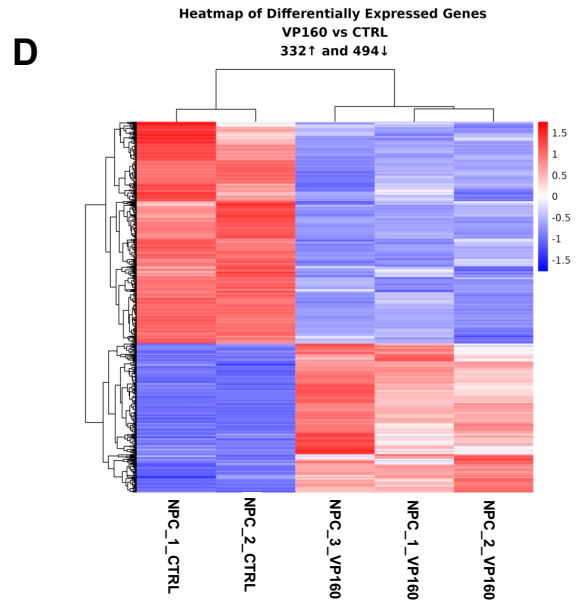 Heatmap of Differentially Expressed Genes
VP160 vs CTRL
332↑ and 494↓
D
1.5
1
0.5
0
-0.5
-1
-1.5
NPC_1_CTRL
NPC_2_CTRL
NPC_3_VP160
NPC_1_VP160
NPC_2_VP160